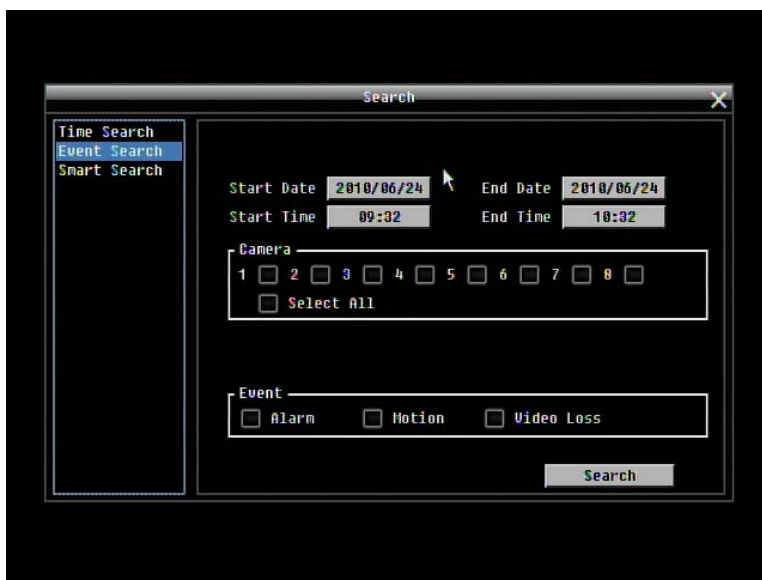 Search
Time Search
Event Search
Smart Search
Start Date 2010/06/24 End Date 2010/06/24
Start Time 09:32 End Time 10:32
Camera
1 2 3 4 5 6 7 8
Select All
Event
Alarm Motion Video Loss
Search